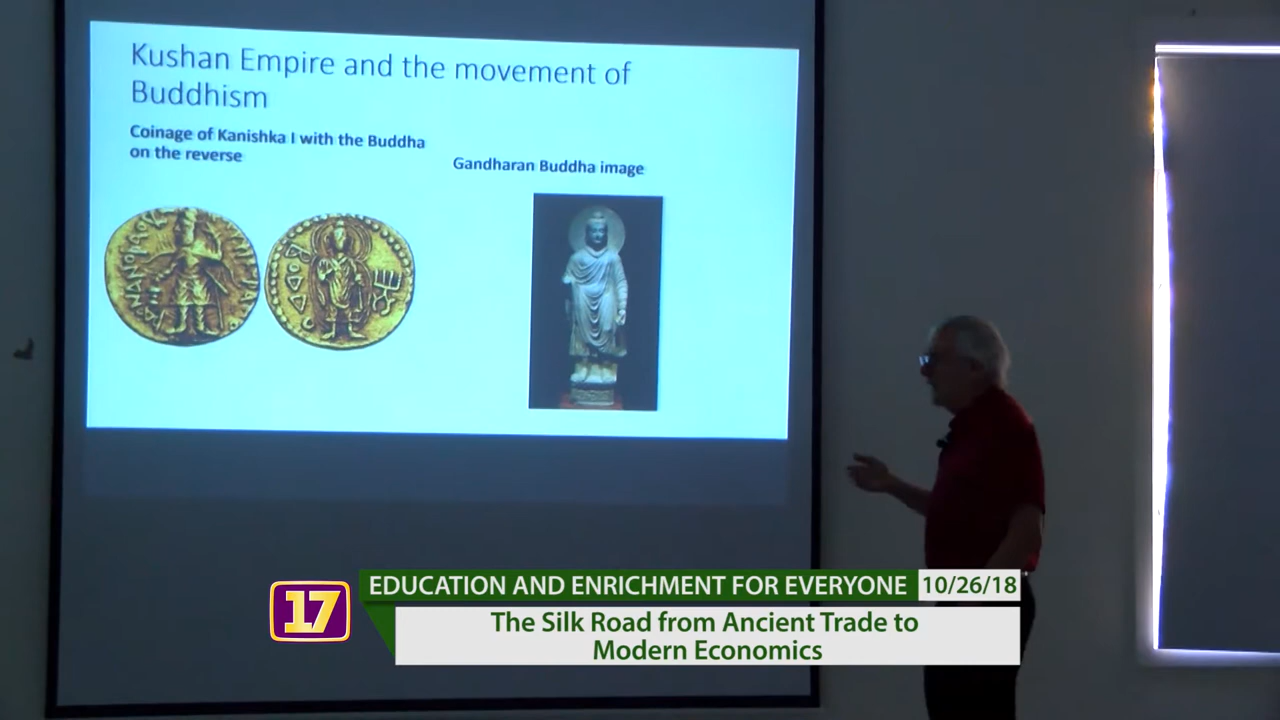 Kushan Empire and the movement of
Buddhism
Coinage of Kanishka I with the Buddha
on the reverse
Gandharan Buddha image
17
EDUCATION AND ENRICHMENT FOR EVERYONE
10/26/18
The Silk Road from Ancient Trade to
Modern Economics